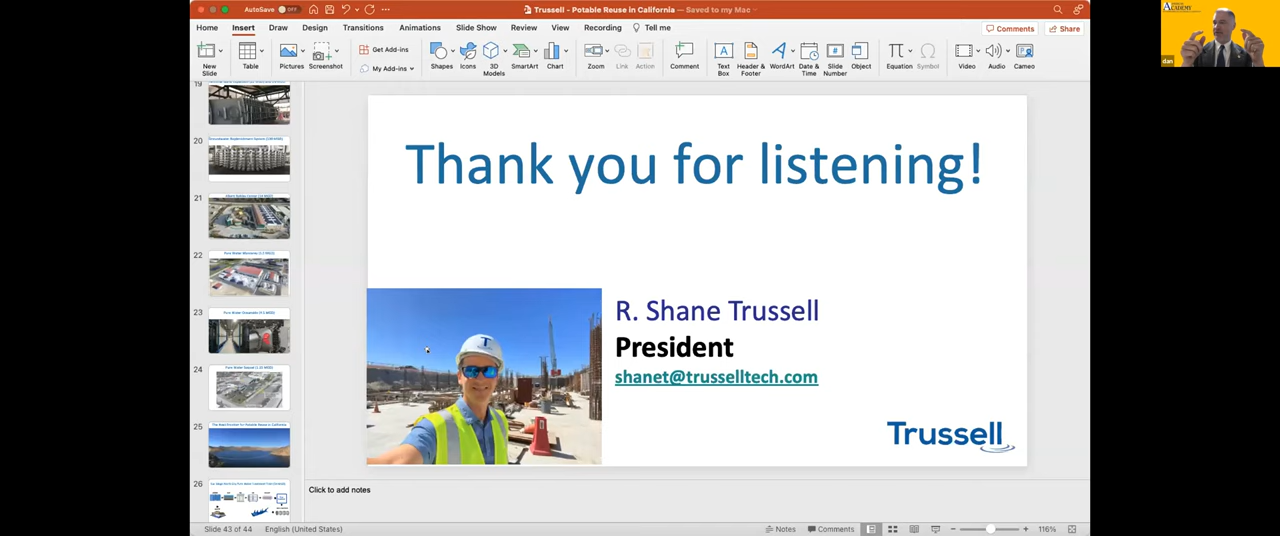 AutoSave OFF
Trussell - Potable Reuse in California — Saved to my Mac
Home Insert Draw Design Transitions Animations Slide Show Review View Recording Tell me
Comments Share
New Slide
Table
Pictures
Screenshot
Get Add-ins
My Add-ins
Shapes
Icons
3D Models
SmartArt
Chart
Zoom
Link
Action
Comment
Text Box
Header & Footer
WordArt
Date & Time
Slide Number
Object
Equation
Symbol
Video
Audio
Cameo
ACADEMY
dan
19
20
21
22
23
24
25
26
Thank you for listening!
R. Shane Trussell
President
shanet@trusselltech.com
Trussell
Click to add notes
Slide 43 of 44 English (United States) Notes Comments 116%